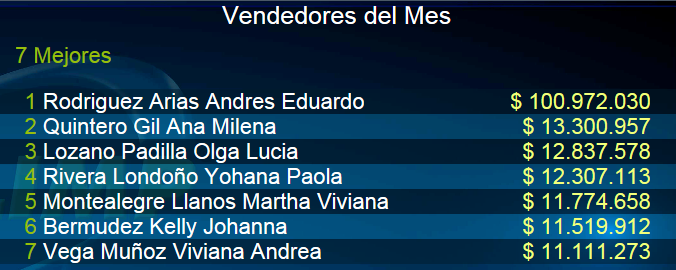 Vendedores del Mes
7 Mejores
1 Rodriguez Arias Andres Eduardo $ 100.972.030
2 Quintero Gil Ana Milena $ 13.300.957
3 Lozano Padilla Olga Lucia $ 12.837.578
4 Rivera Londoño Yohana Paola $ 12.307.113
5 Montealegre Llanos Martha Viviana $ 11.774.658
6 Bermudez Kelly Johanna $ 11.519.912
7 Vega Muñoz Viviana Andrea $ 11.111.273